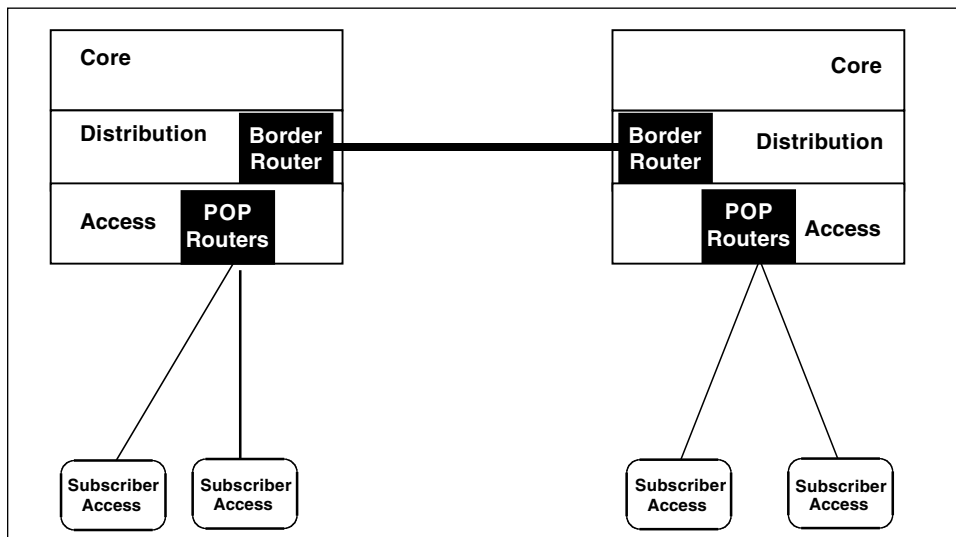 Core
Core
Distribution
Border
Router
Border
Router
Distribution
Access
POP
Routers
POP
Routers
Access
Subscriber
Access
Subscriber
Access
Subscriber
Access
Subscriber
Access